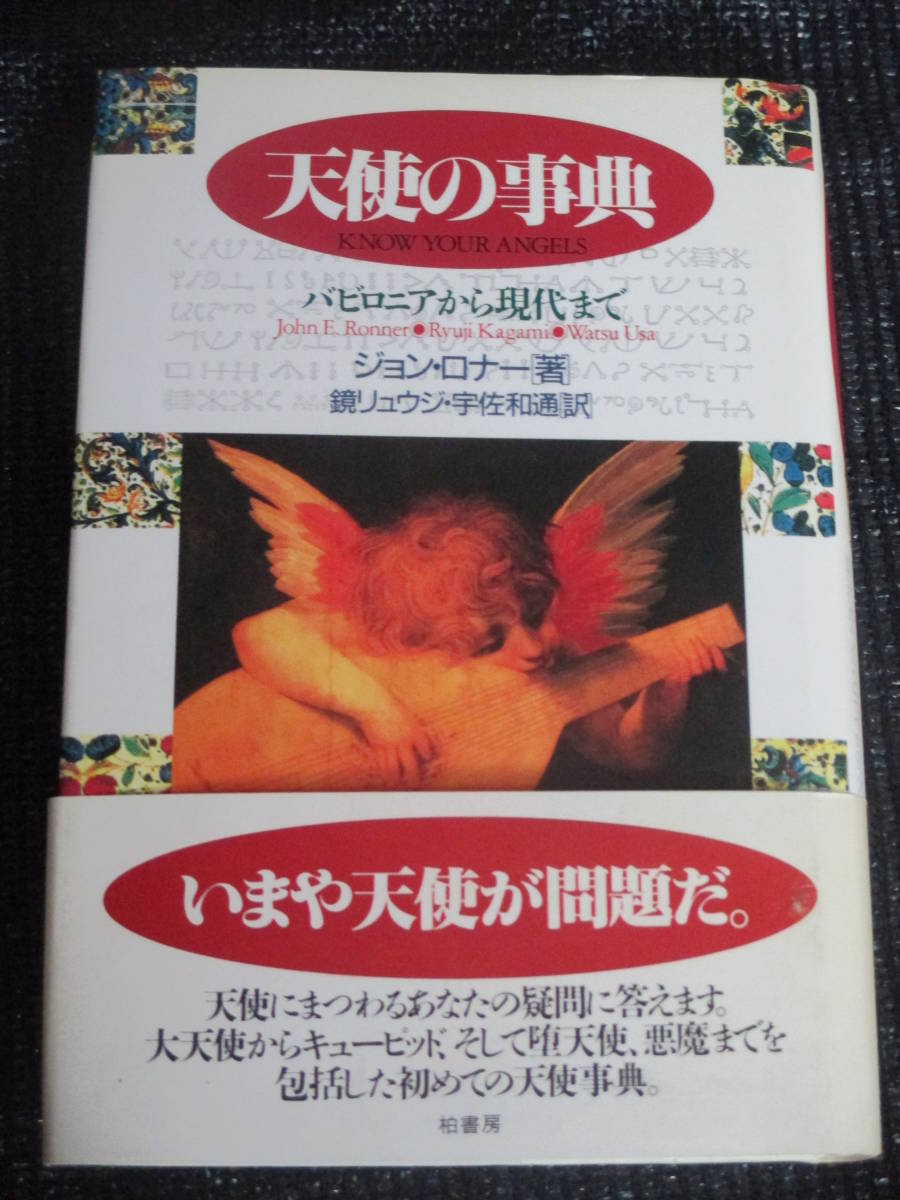 天使の事典
KNOW YOUR ANGELS
バビロニアから現代まで
John E. Ronner●Ryuji Kagami●Watsu Usa
ジョン・ロナー[著]
鏡リュウジ・宇佐和通[訳]
いまや天使が問題だ。
天使にまつわるあなたの疑問に答えます。
大天使からキューピッド、そして堕天使、悪魔までを
包括した初めての天使事典。
柏書房